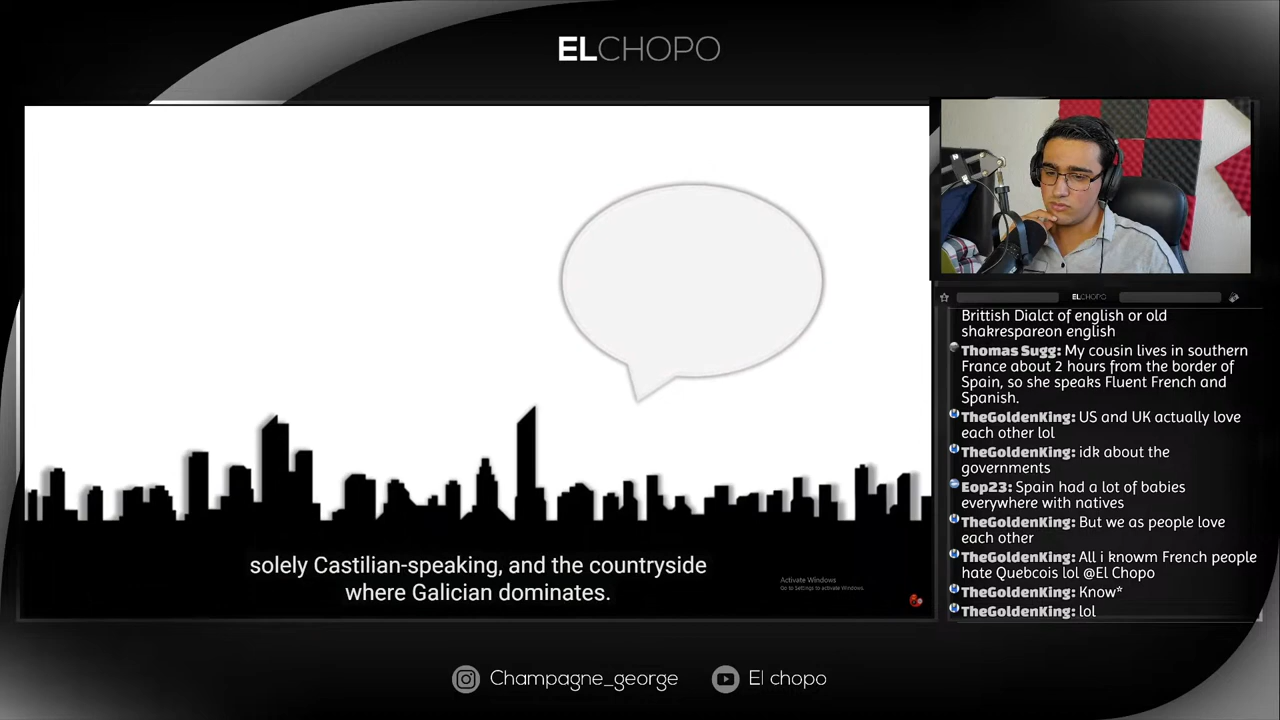 ELCHOPO
ELCHOPO
Brittish Dialct of english or old
shakrespareon english
Thomas Sugg: My cousin lives in southern
France about 2 hours from the border of
Spain, so she speaks Fluent French and
Spanish.
TheGoldenKing: US and UK actually love
each other lol
TheGoldenKing: idk about the
governments
Eop23: Spain had a lot of babies
everywhere with natives
TheGoldenKing: But we as people love
each other
TheGoldenKing: All i knowm French people
hate Quebcois lol @El Chopo
TheGoldenKing: Know*
TheGoldenKing: lol
solely Castilian-speaking, and the countryside
where Galician dominates.
Activate Windows
Go to Settings to activate Windows.
Champagne_george
El chopo